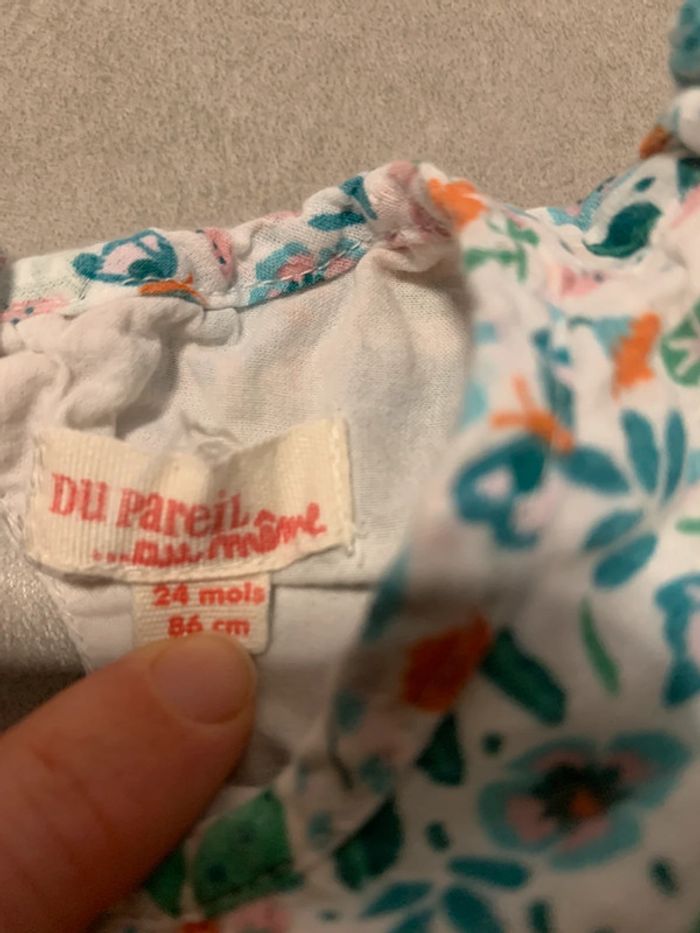 DU PAREIL
...au même
24 mois
86 cm